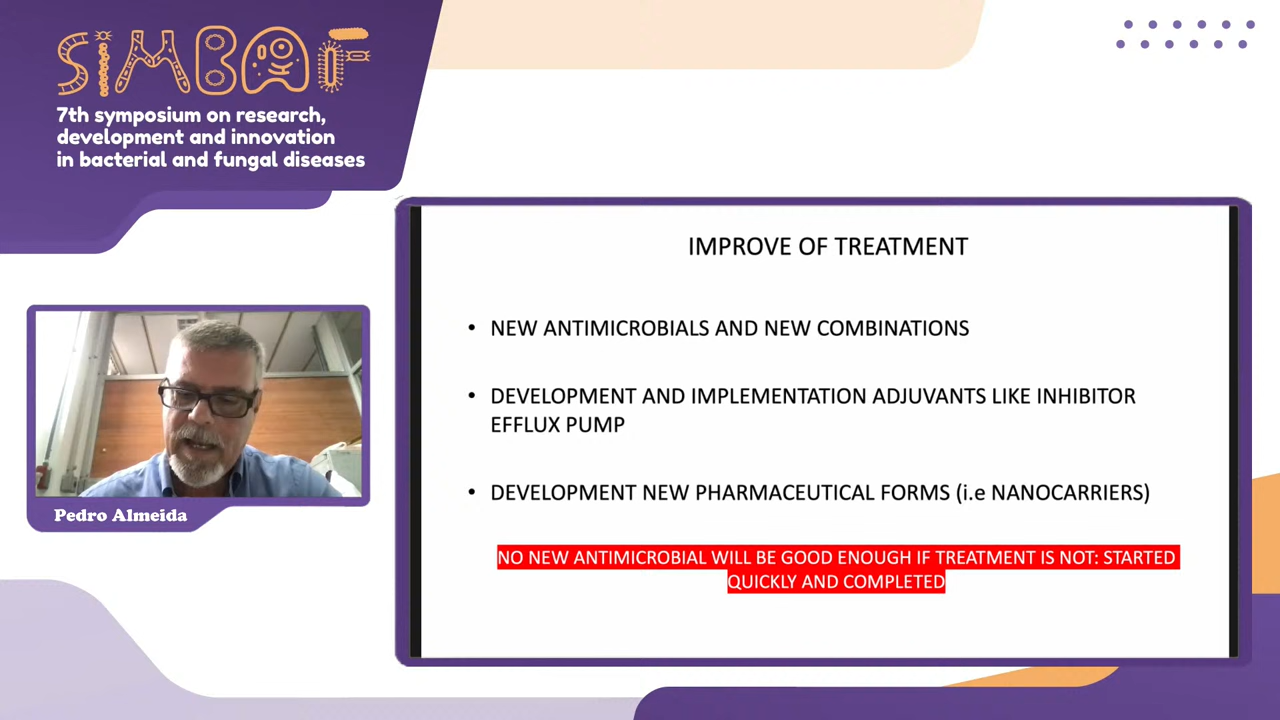 SIMBAF
7th symposium on research,
development and innovation
in bacterial and fungal diseases
IMPROVE OF TREATMENT
• NEW ANTIMICROBIALS AND NEW COMBINATIONS
• DEVELOPMENT AND IMPLEMENTATION ADJUVANTS LIKE INHIBITOR
EFFLUX PUMP
• DEVELOPMENT NEW PHARMACEUTICAL FORMS (i.e NANOCARRIERS)
NO NEW ANTIMICROBIAL WILL BE GOOD ENOUGH IF TREATMENT IS NOT: STARTED
QUICKLY AND COMPLETED
Pedro Almeida